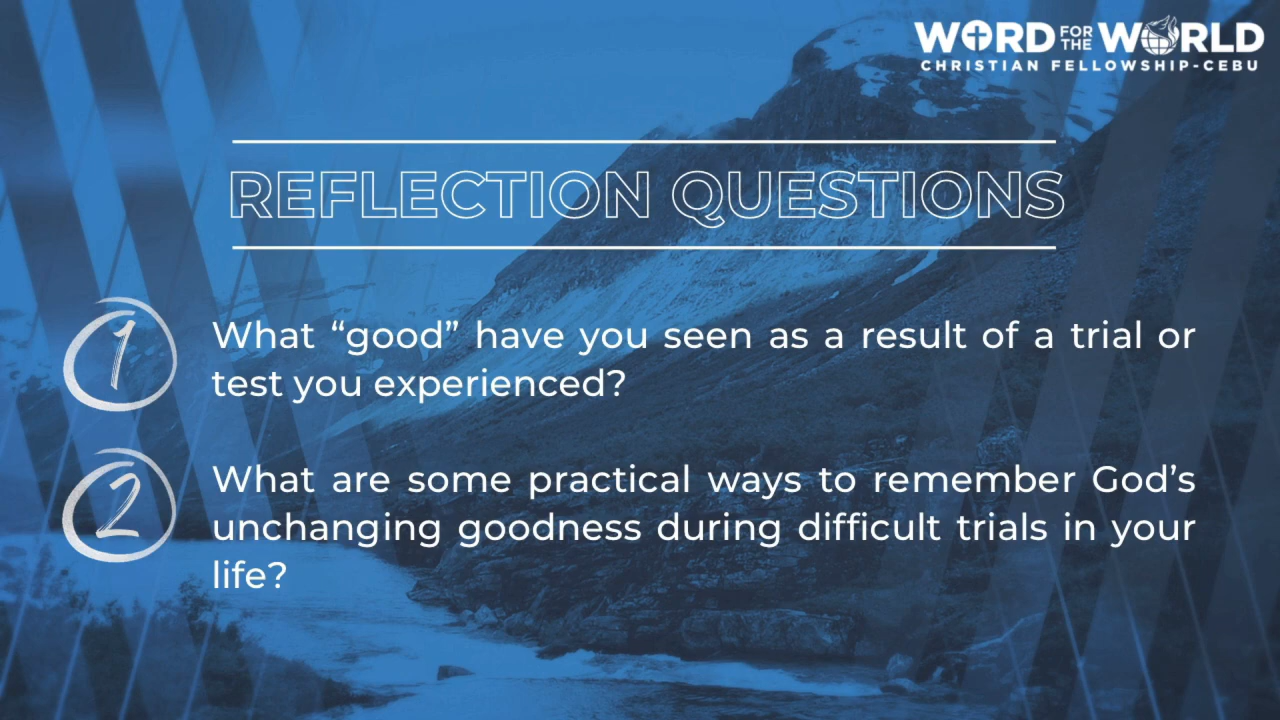 WORD FOR THE WORLD
CHRISTIAN FELLOWSHIP-CEBU
REFLECTION QUESTIONS
1
What “good” have you seen as a result of a trial or
test you experienced?
2
What are some practical ways to remember God’s
unchanging goodness during difficult trials in your
life?